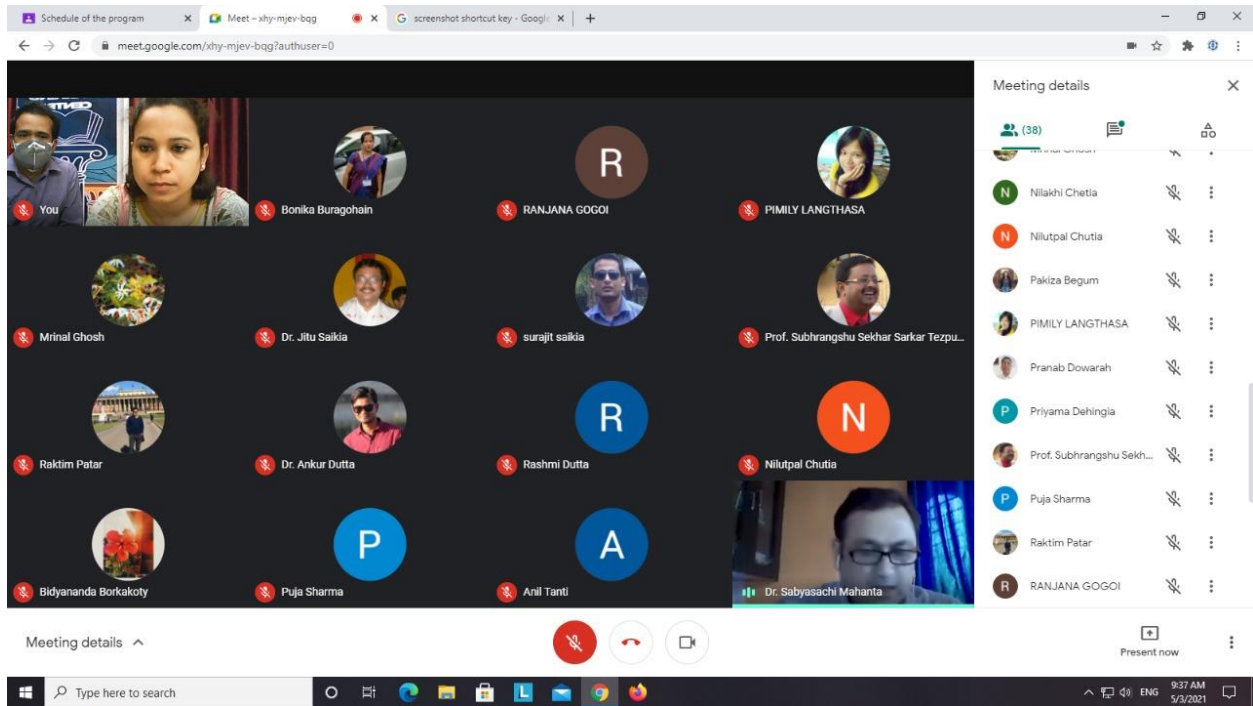 Schedule of the program
Meet – xhy-mjev-bqg
screenshot shortcut key - Googl
meet.google.com/xhy-mjev-bqg?authuser=0
You
Bonika Buragohain
R
RANJANA GOGOI
PIMILY LANGTHASA
Mrinal Ghosh
Dr. Jitu Saikia
surajit saikia
Prof. Subhrangshu Sekhar Sarkar Tezpu...
Raktim Patar
Dr. Ankur Dutta
R
Rashmi Dutta
N
Nilutpal Chutia
Bidyananda Borkakoty
P
Puja Sharma
A
Anil Tanti
Dr. Sabyasachi Mahanta
Meeting details
(38)
N Nilakhi Chetia
N Nilutpal Chutia
Pakiza Begum
PIMILY LANGTHASA
Pranab Dowarah
P Priyama Dehingia
Prof. Subhrangshu Sekh...
P Puja Sharma
Raktim Patar
R RANJANA GOGOI
Meeting details
Present now
Type here to search
L
ENG
9:37 AM
5/3/2021